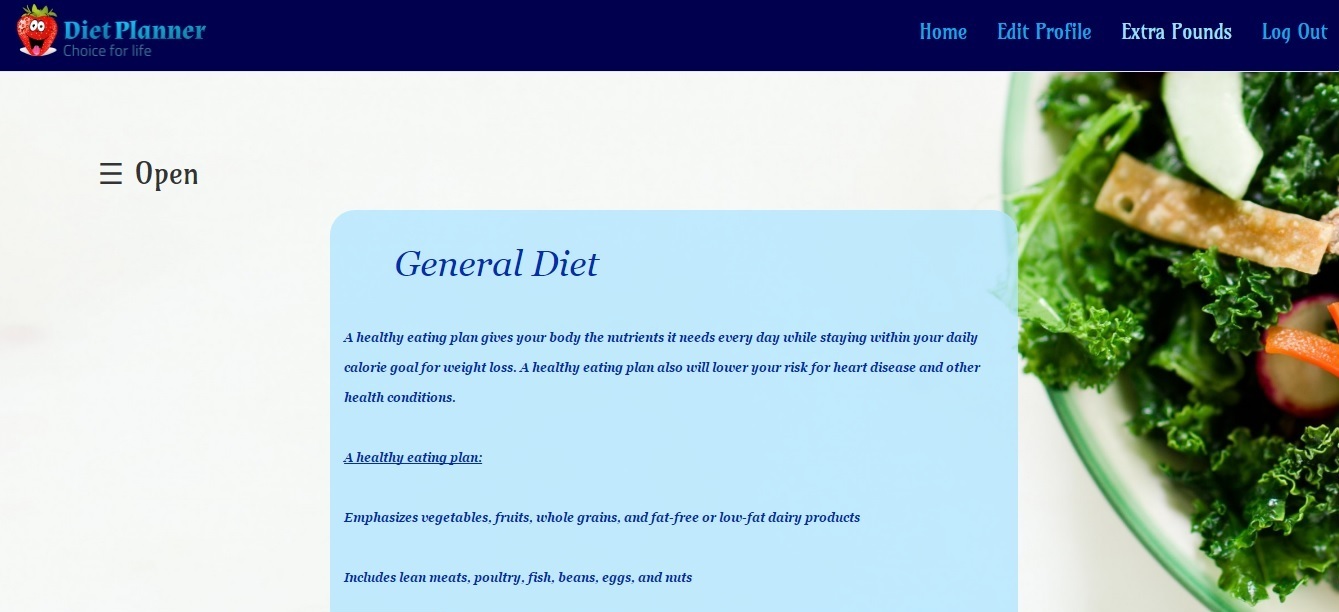 Diet Planner
Choice for life
Home Edit Profile Extra Pounds Log Out
☰ Open
General Diet
A healthy eating plan gives your body the nutrients it needs every day while staying within your daily
calorie goal for weight loss. A healthy eating plan also will lower your risk for heart disease and other
health conditions.
A healthy eating plan:
Emphasizes vegetables, fruits, whole grains, and fat-free or low-fat dairy products
Includes lean meats, poultry, fish, beans, eggs, and nuts